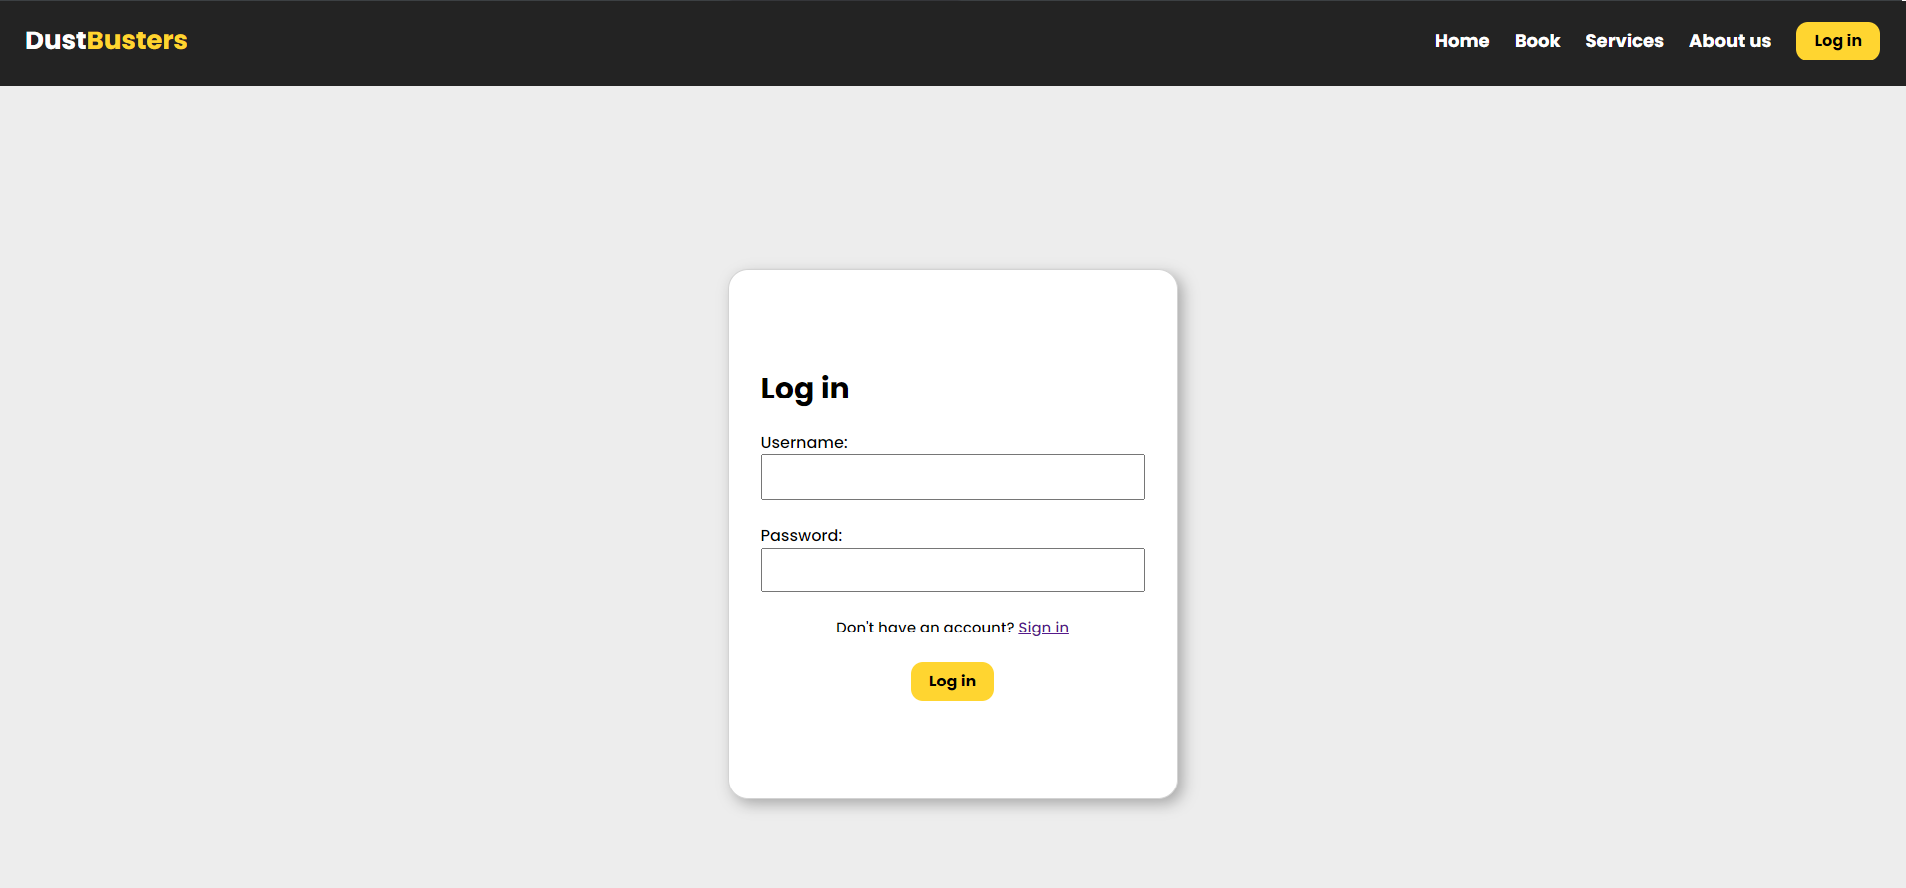 DustBusters
Home Book Services About us Log in
Log in
Username:
Password:
Don't have an account? Sign in
Log in